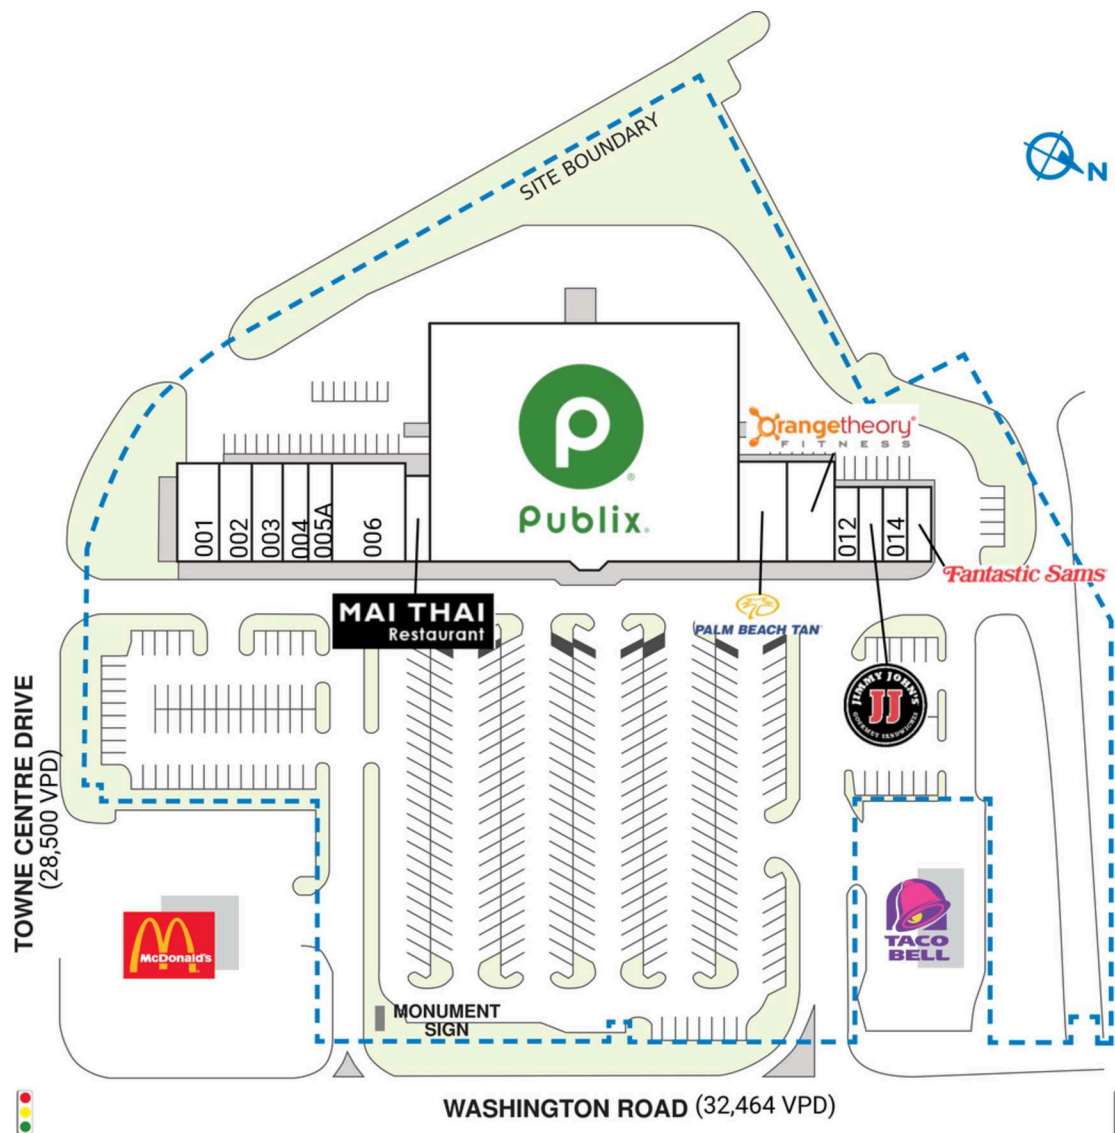 SITE BOUNDARY
N
Orangetheory®
FITNESS
Publix®
001
002
003
004
005A
006
012
014
Fantastic Sams
MAI THAI
Restaurant
PALM BEACH TAN
JIMMY JOHN'S
JJ
GOURMET SANDWICHES
TOWNE CENTRE DRIVE
(28,500 VPD)
McDonald's
TACO
BELL
MONUMENT
SIGN
WASHINGTON ROAD (32,464 VPD)